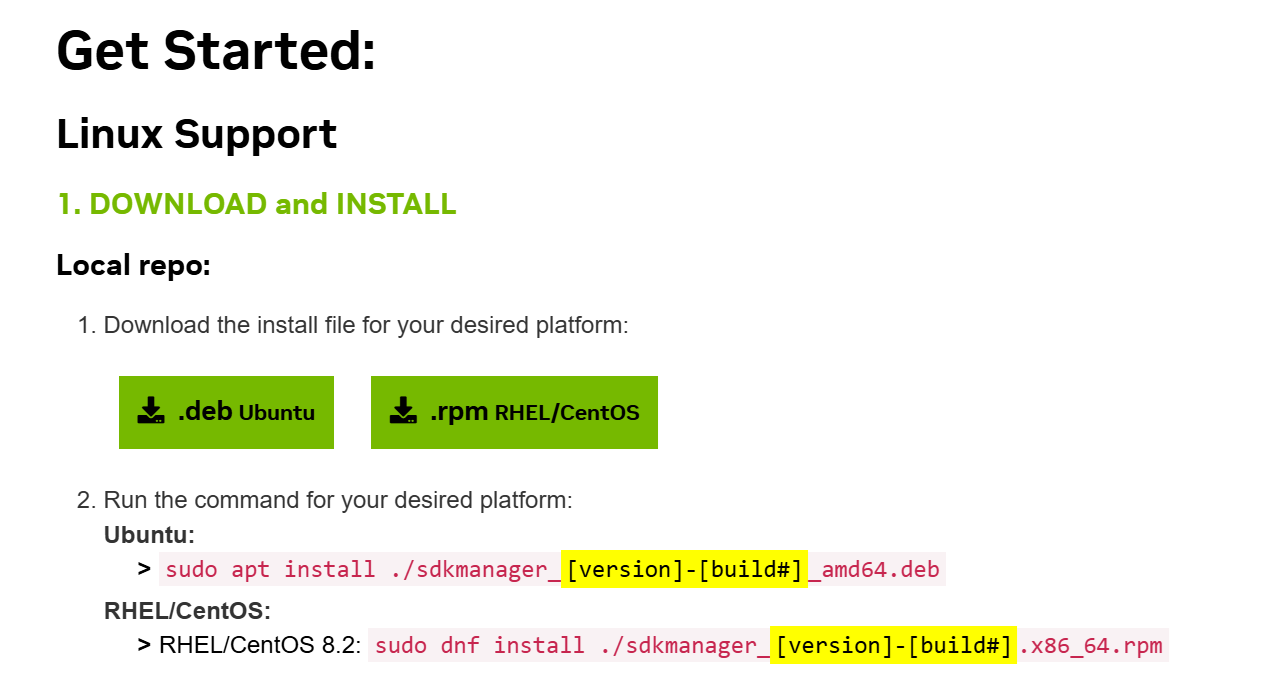 Get Started:
Linux Support
1. DOWNLOAD and INSTALL
Local repo:
1. Download the install file for your desired platform:
.deb Ubuntu .rpm RHEL/CentOS
2. Run the command for your desired platform:
Ubuntu:
> sudo apt install ./sdkmanager_[version]-[build#]_amd64.deb
RHEL/CentOS:
> RHEL/CentOS 8.2: sudo dnf install ./sdkmanager_[version]-[build#].x86_64.rpm